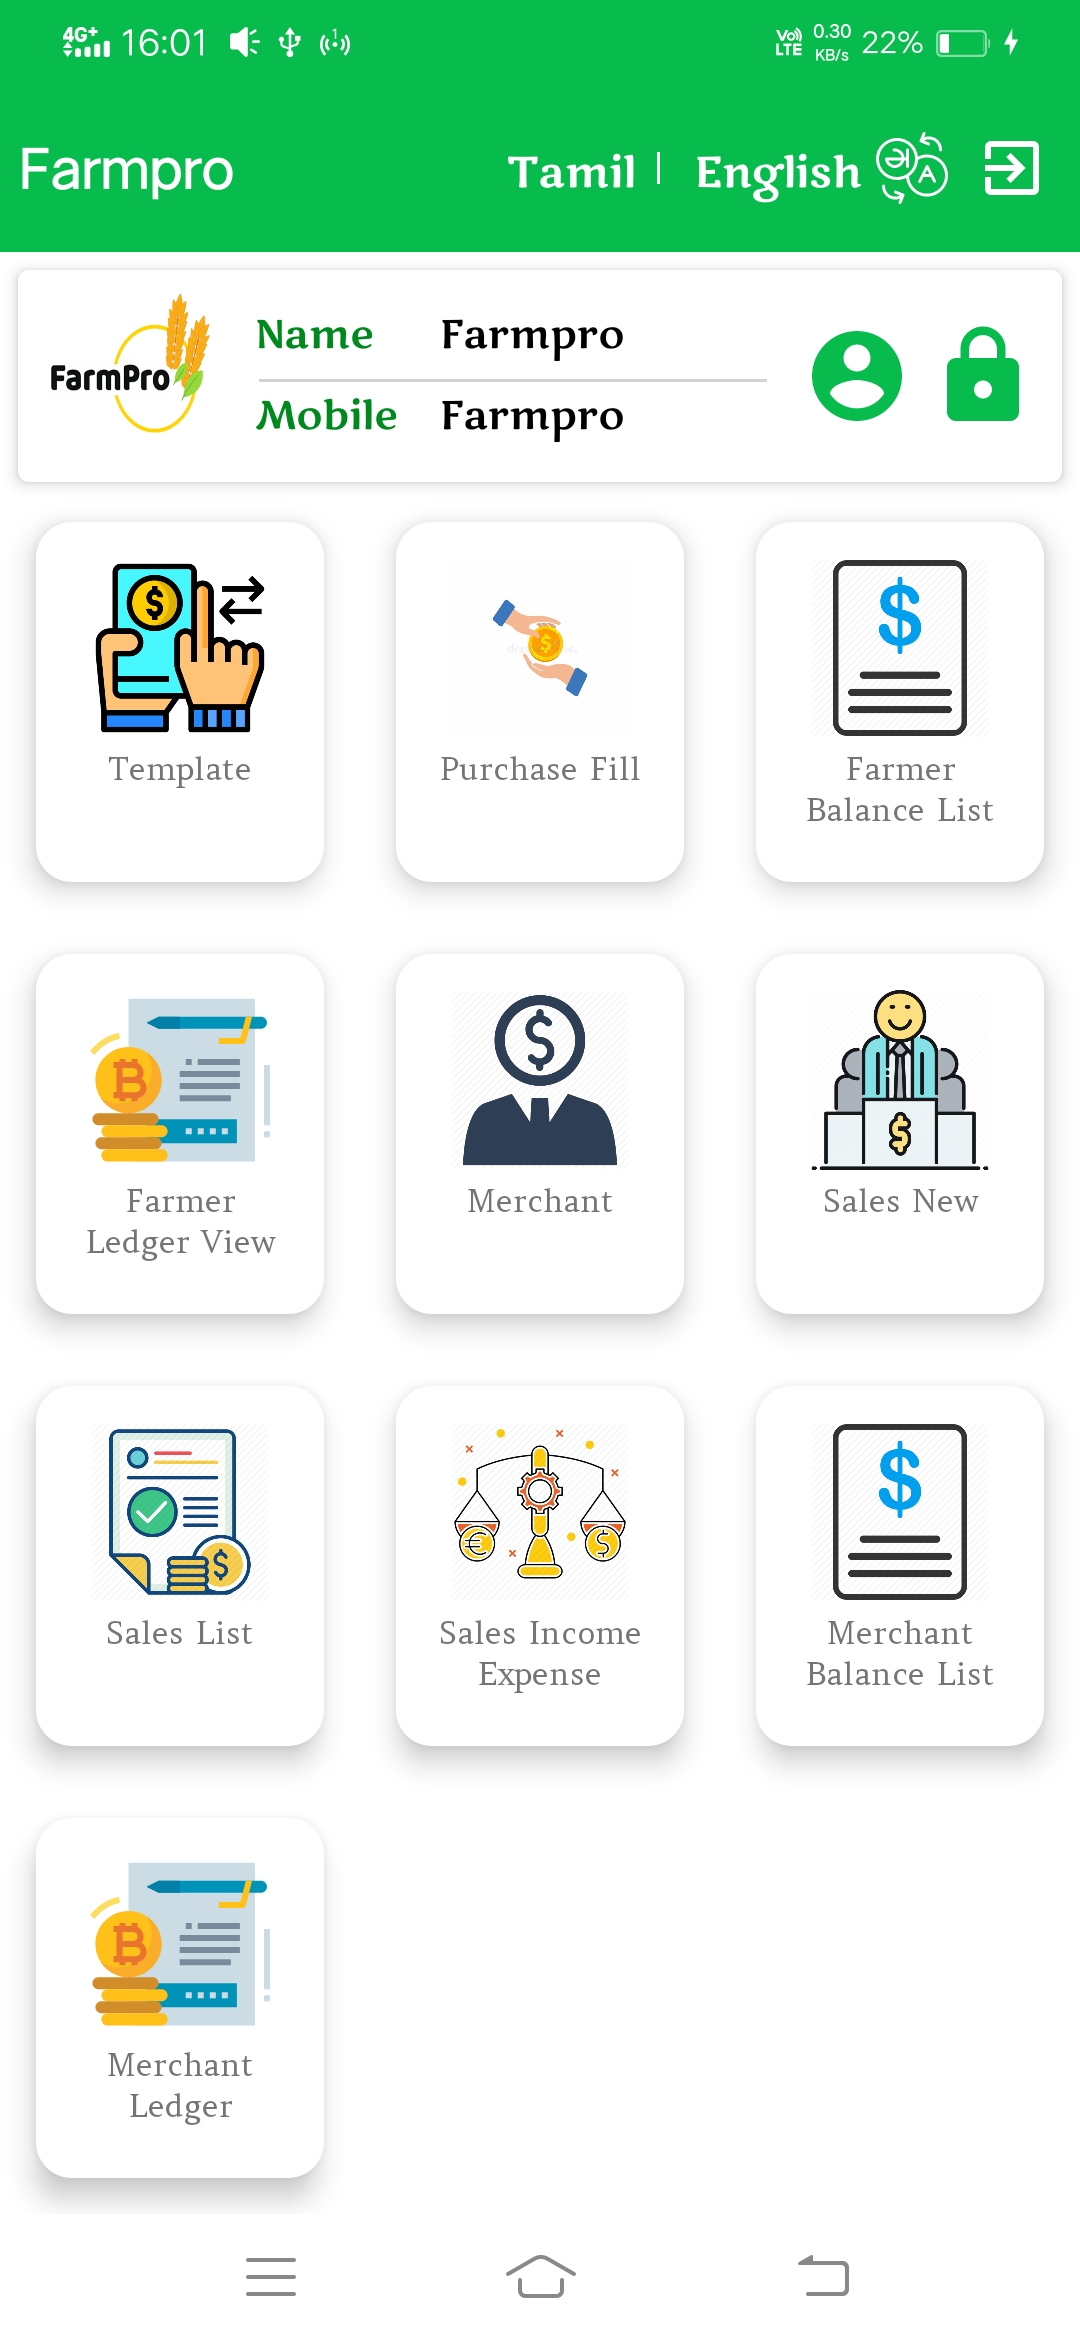 4G+ 16:01 1 Vo)) LTE 0.30 KB/s 22%
Farmpro Tamil | English A
FarmPro
Name Farmpro
Mobile Farmpro
Template
Purchase Fill
Farmer
Balance List
Farmer
Ledger View
Merchant
Sales New
Sales List
Sales Income
Expense
Merchant
Balance List
Merchant
Ledger